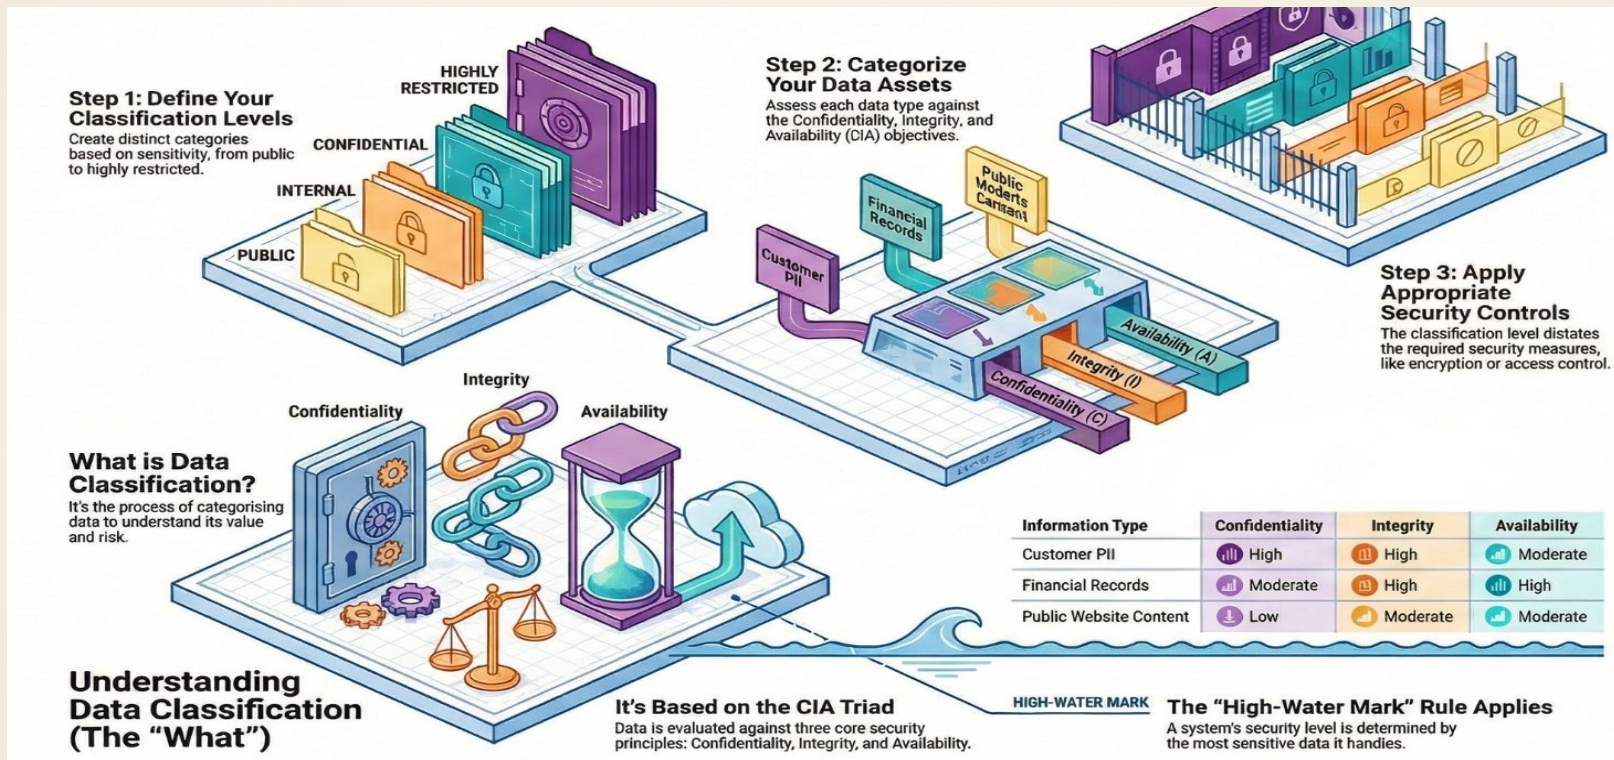 Step 1: Define Your
Classification Levels
Create distinct categories
based on sensitivity, from public
to highly restricted.
HIGHLY
RESTRICTED
CONFIDENTIAL
INTERNAL
PUBLIC
Step 2: Categorize
Your Data Assets
Assess each data type against
the Confidentiality, Integrity, and
Availability (CIA) objectives.
Customer
PII
Financial
Records
Public
Moderts
Confidentiality (C)
Integrity (I)
Availability (A)
Step 3: Apply
Appropriate
Security Controls
The classification level distates
the required security measures,
like encryption or access control.
What is Data
Classification?
It's the process of categorising
data to understand its value
and risk.
Confidentiality
Integrity
Availability
Information Type Confidentiality Integrity Availability
Customer PII High High Moderate
Financial Records Moderate High High
Public Website Content Low Moderate Moderate
Understanding
Data Classification
(The “What”)
It's Based on the CIA Triad
Data is evaluated against three core security
principles: Confidentiality, Integrity, and Availability.
HIGH-WATER MARK
The “High-Water Mark” Rule Applies
A system's security level is determined by
the most sensitive data it handies.